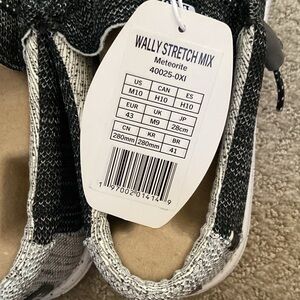 WALLY STRETCH MIX
Meteorite
40025-0XI
US CAN ES
M10 H10 H10
EUR UK JP
43 M9 28cm
CN KR BR
280mm 280mm 41